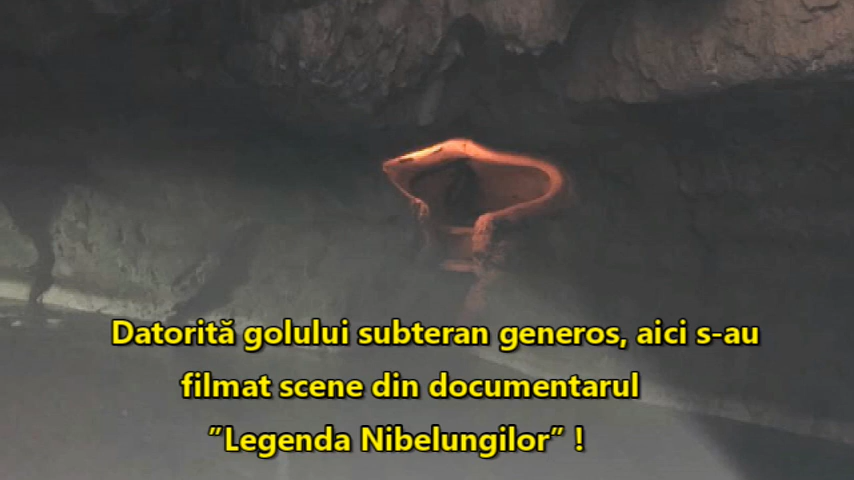 Datorită golului subteran generos, aici s-au
filmat scene din documentarul
”Legenda Nibelungilor” !